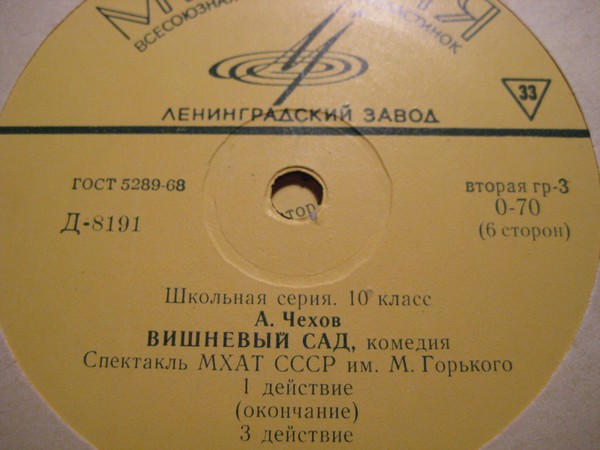 ВСЕСОЮЗНАЯ
ЛЕНИНГРАДСКИЙ ЗАВОД
33
ГОСТ 5289-68
Д-8191
вторая гр-3
0-70
(6 сторон)
Школьная серия. 10 класс
А. Чехов
ВИШНЕВЫЙ САД, комедия
Спектакль МХАТ СССР им. М. Горького
1 действие
(окончание)
3 действие